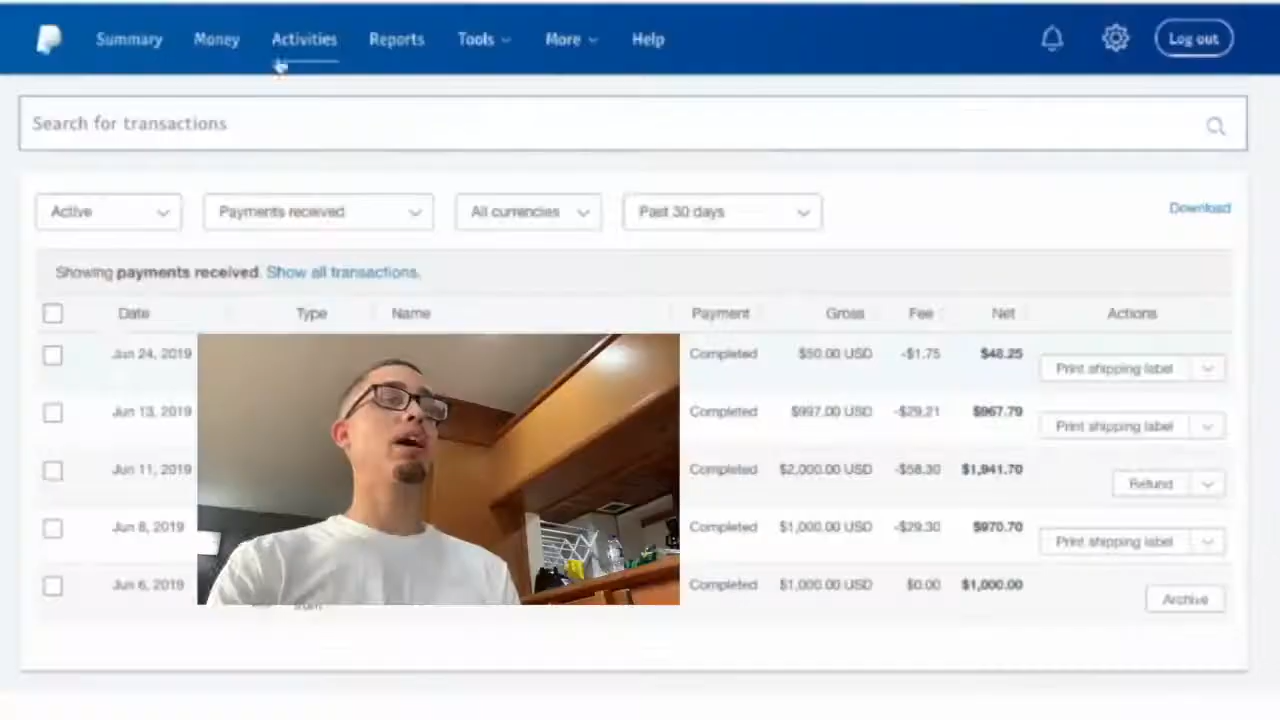 Summary Money Activities Reports Tools More Help Log out
Search for transactions
Active Payments received All currencies Past 30 days Download
Showing payments received. Show all transactions.
Date Type Name Payment Gross Fee Net Actions
Jun 24, 2019 Completed $50.00 USD -$1.75 $48.25 Print shipping label
Jun 13, 2019 Completed $997.00 USD -$29.21 $967.79 Print shipping label
Jun 11, 2019 Completed $2,000.00 USD -$58.30 $1,941.70 Refund
Jun 8, 2019 Completed $1,000.00 USD -$29.30 $970.70 Print shipping label
Jun 6, 2019 Completed $1,000.00 USD $0.00 $1,000.00 Archive